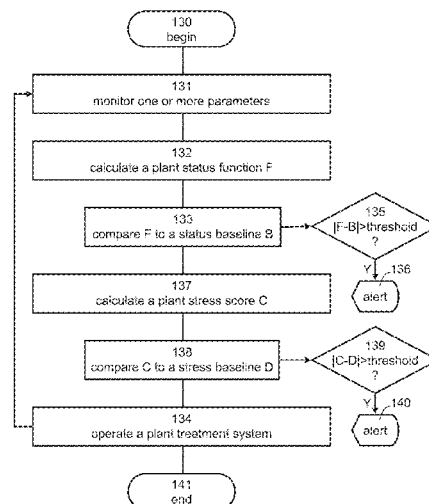 130
begin
131
monitor one or more parameters
132
calculate a plant status function F
133
compare F to a status baseline B
135
|F-B|>threshold
?
Y
136
alert
137
calculate a plant stress score C
138
compare C to a stress baseline D
139
|C-D|>threshold
?
Y
140
alert
134
operate a plant treatment system
141
end